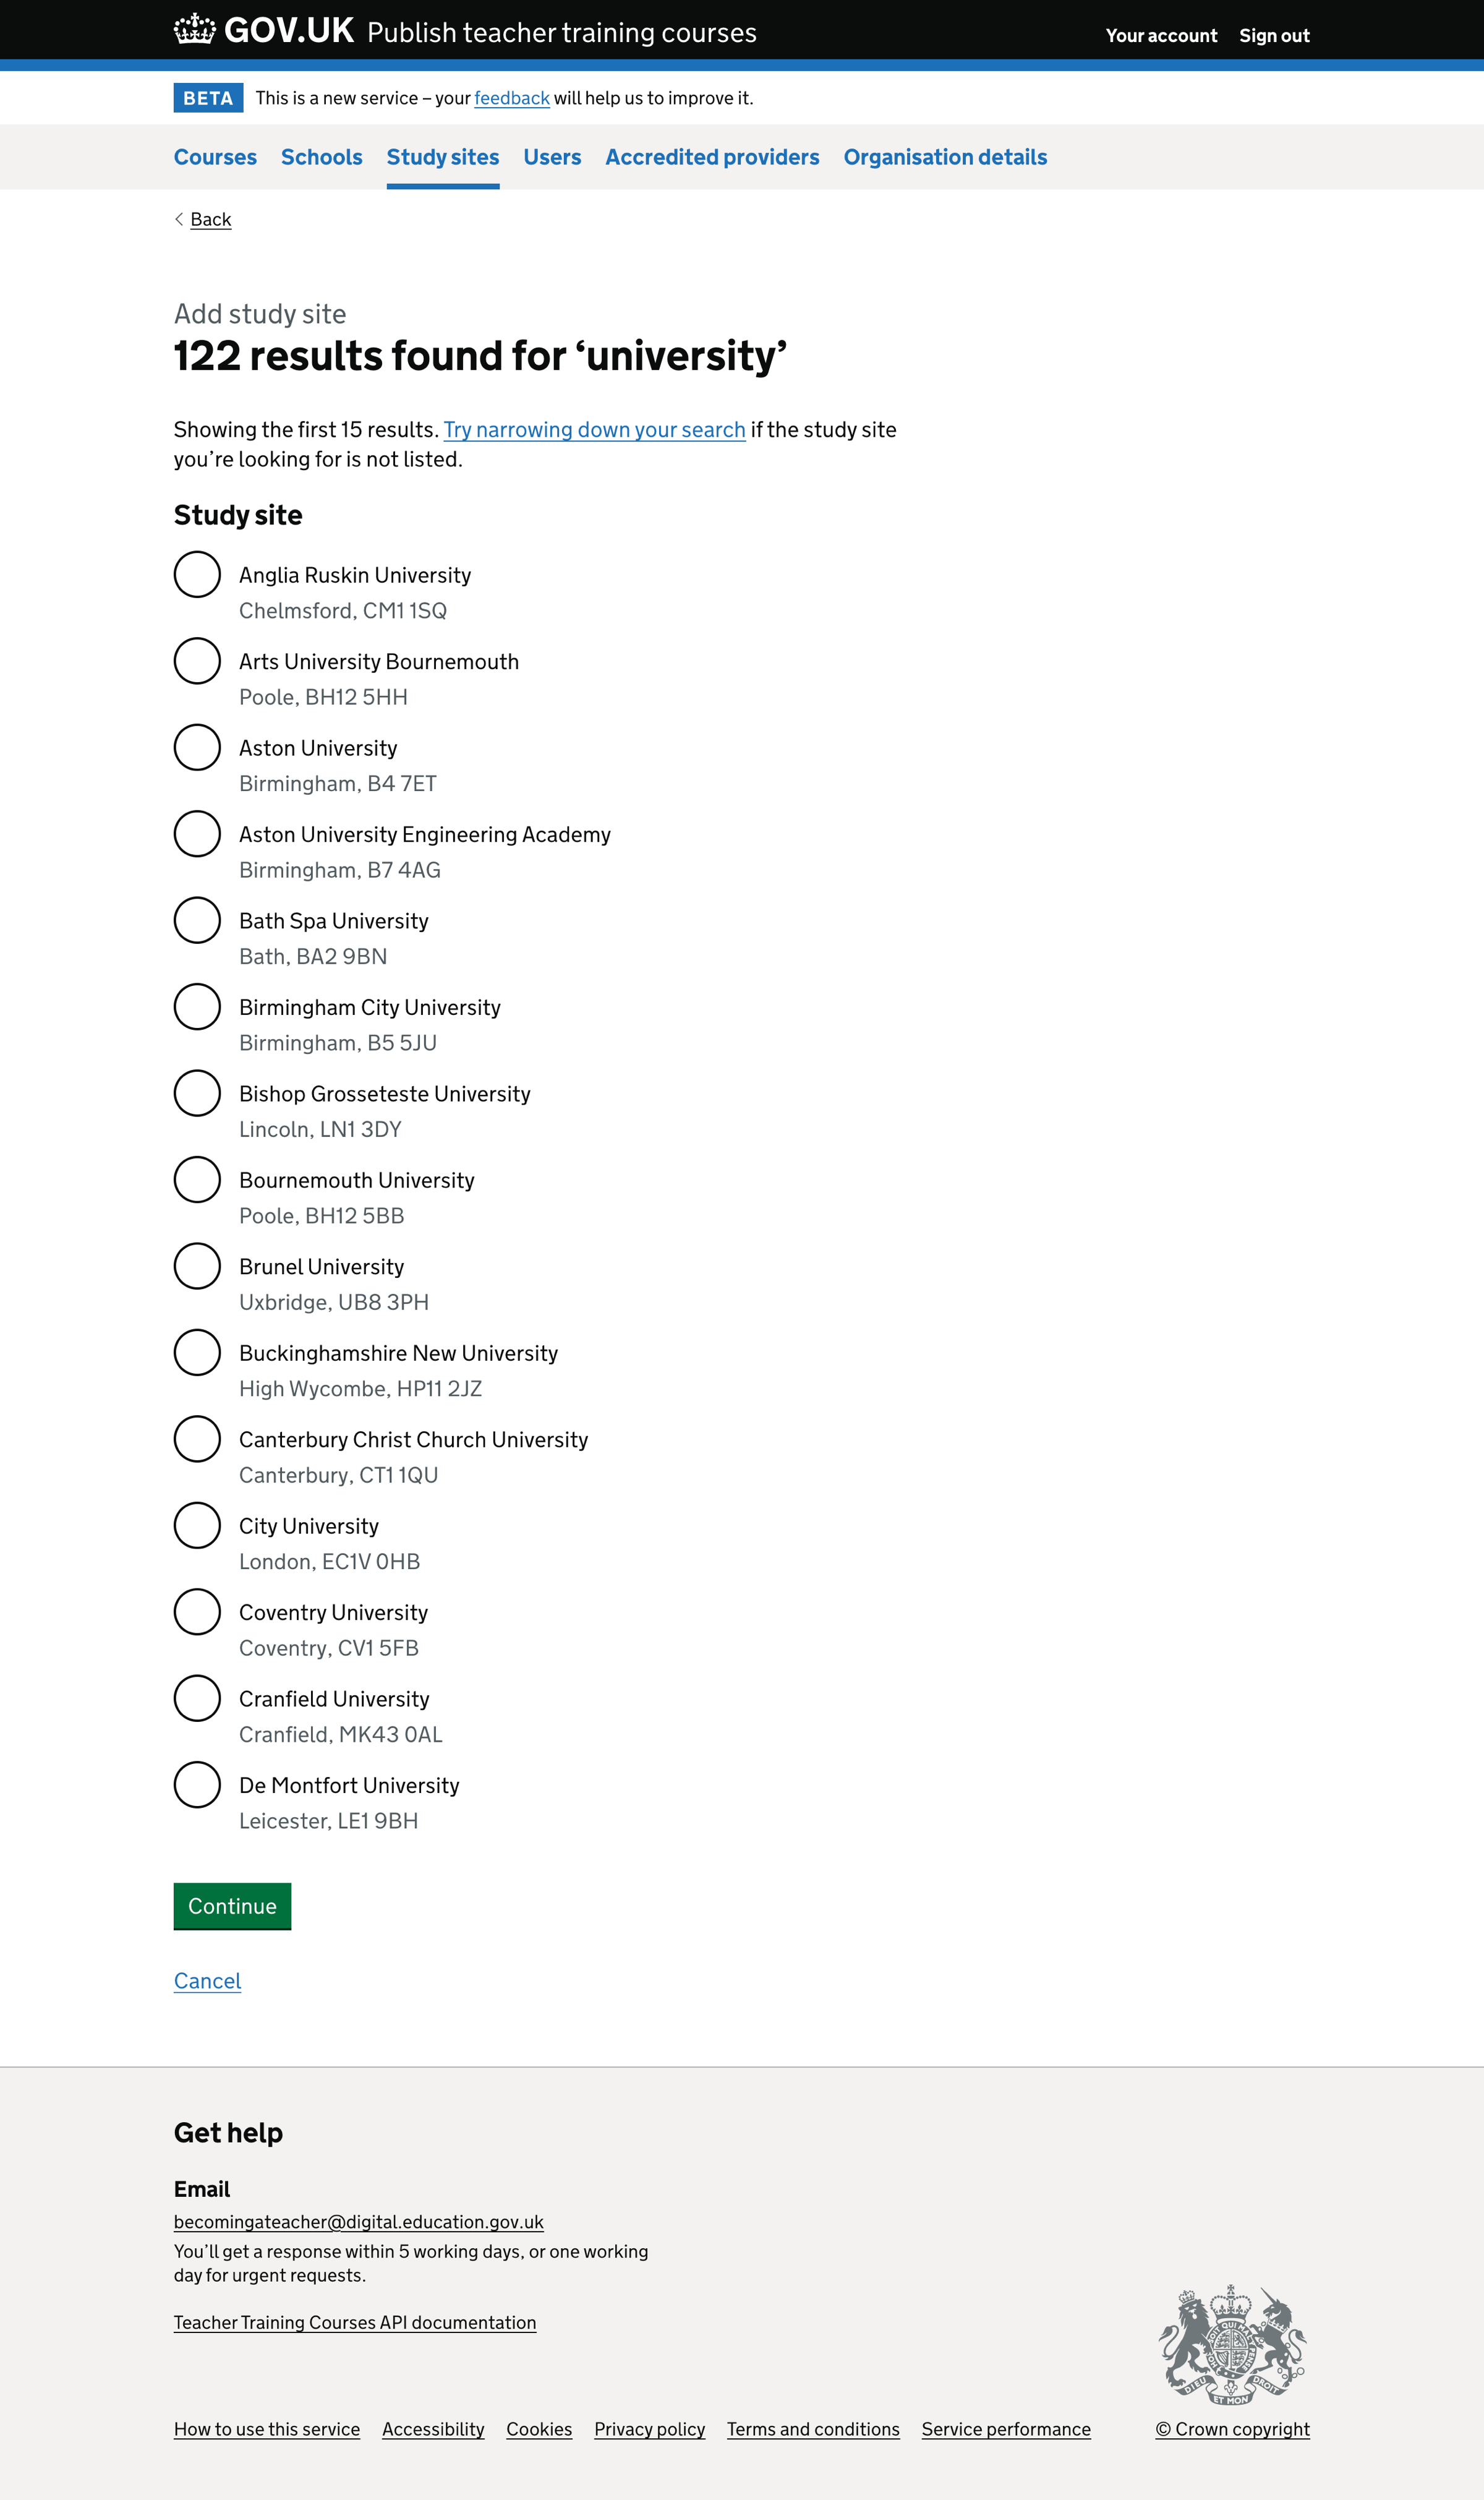 GOV.UK Publish teacher training courses Your account Sign out
BETA This is a new service – your feedback will help us to improve it.
Courses Schools Study sites Users Accredited providers Organisation details
Back
Add study site
122 results found for ‘university’
Showing the first 15 results. Try narrowing down your search if the study site
you’re looking for is not listed.
Study site
Anglia Ruskin University
Chelmsford, CM1 1SQ
Arts University Bournemouth
Poole, BH12 5HH
Aston University
Birmingham, B4 7ET
Aston University Engineering Academy
Birmingham, B7 4AG
Bath Spa University
Bath, BA2 9BN
Birmingham City University
Birmingham, B5 5JU
Bishop Grosseteste University
Lincoln, LN1 3DY
Bournemouth University
Poole, BH12 5BB
Brunel University
Uxbridge, UB8 3PH
Buckinghamshire New University
High Wycombe, HP11 2JZ
Canterbury Christ Church University
Canterbury, CT1 1QU
City University
London, EC1V 0HB
Coventry University
Coventry, CV1 5FB
Cranfield University
Cranfield, MK43 0AL
De Montfort University
Leicester, LE1 9BH
Continue
Cancel
Get help
Email
becomingateacher@digital.education.gov.uk
You’ll get a response within 5 working days, or one working
day for urgent requests.
Teacher Training Courses API documentation
DIEU ET MON DROIT
How to use this service Accessibility Cookies Privacy policy Terms and conditions Service performance © Crown copyright